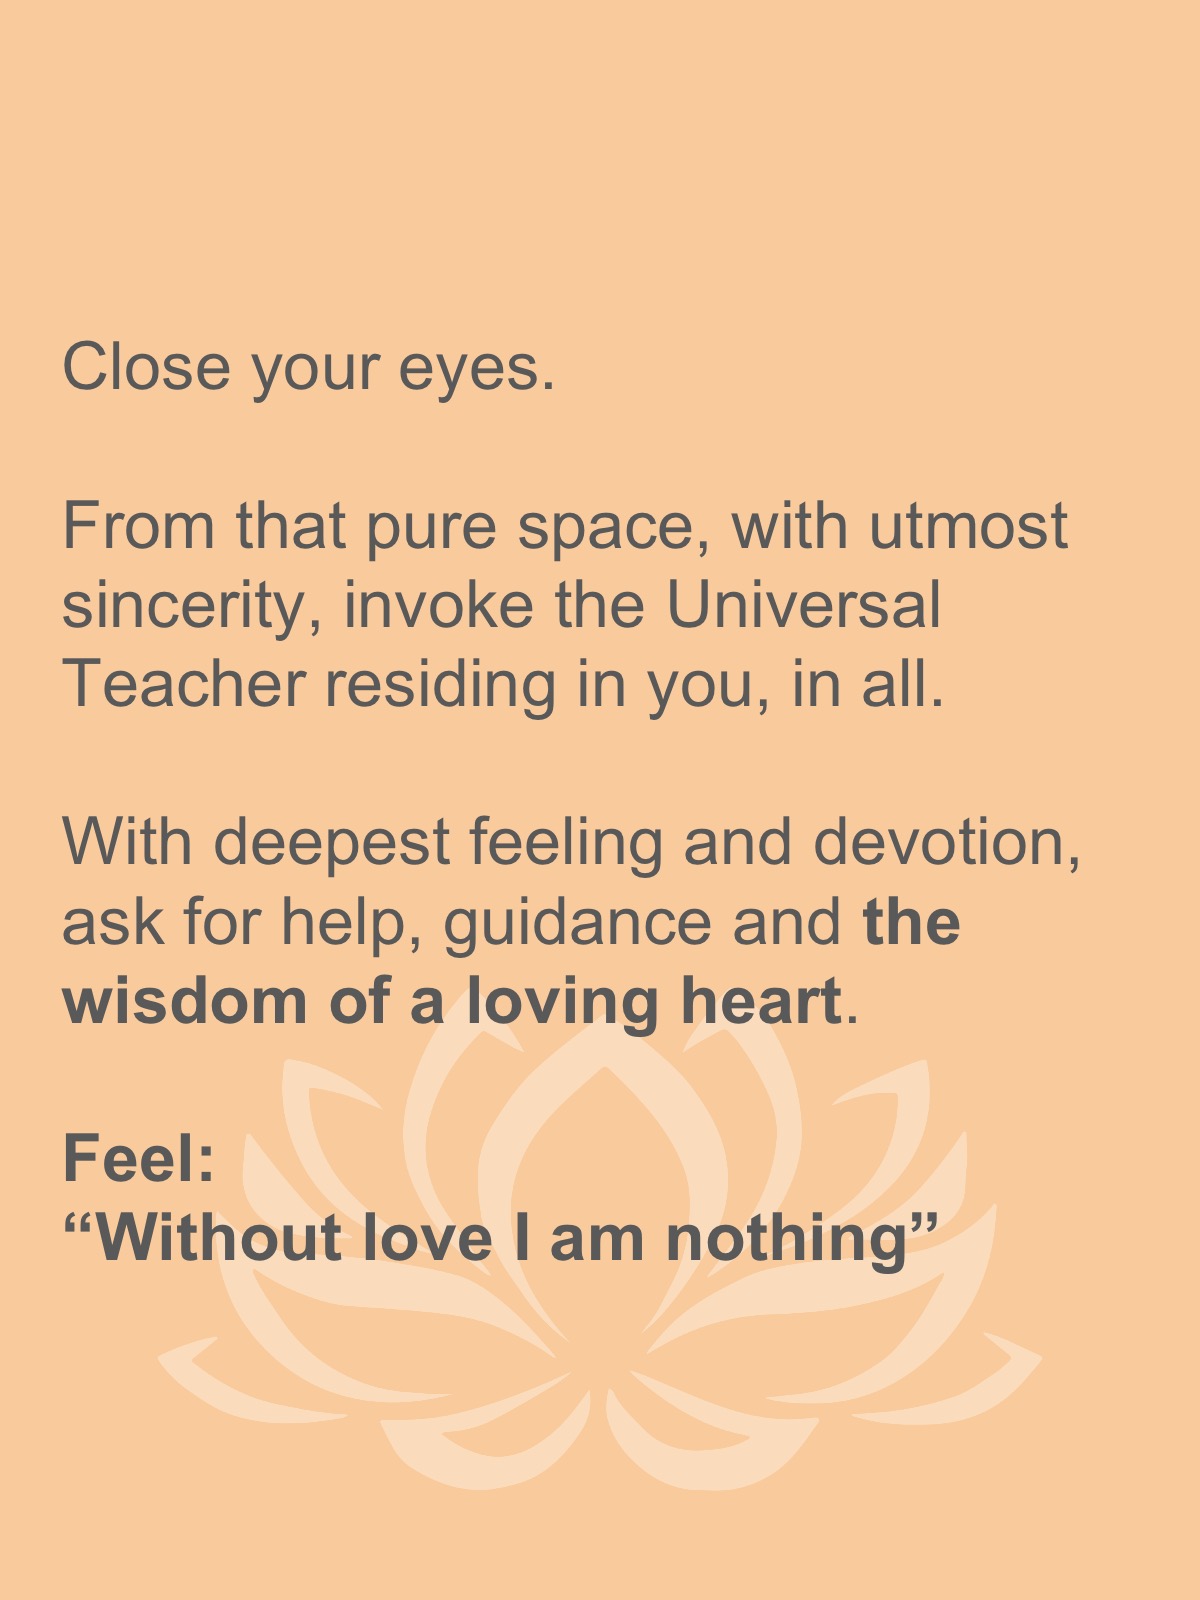 Close your eyes.
From that pure space, with utmost
sincerity, invoke the Universal
Teacher residing in you, in all.
With deepest feeling and devotion,
ask for help, guidance and the
wisdom of a loving heart.
Feel:
“Without love I am nothing”